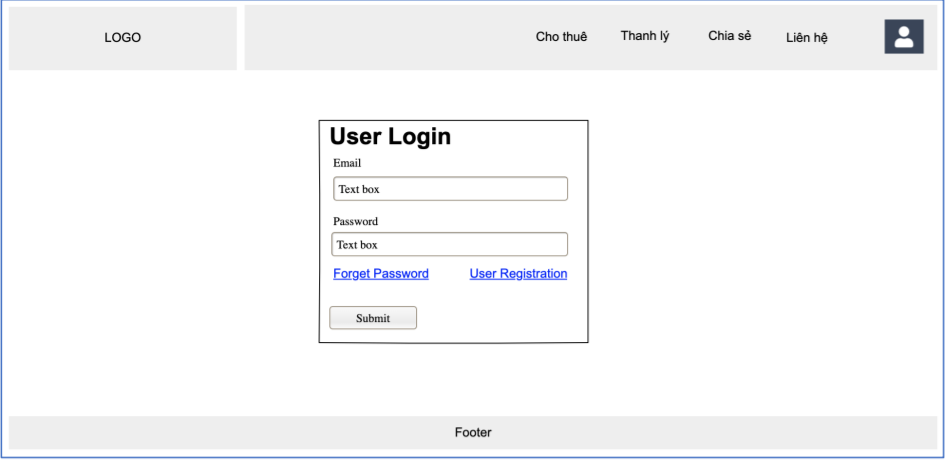 LOGO
Cho thuê Thanh lý Chia sẻ Liên hệ
User Login
Email
Text box
Password
Text box
Forget Password User Registration
Submit
Footer